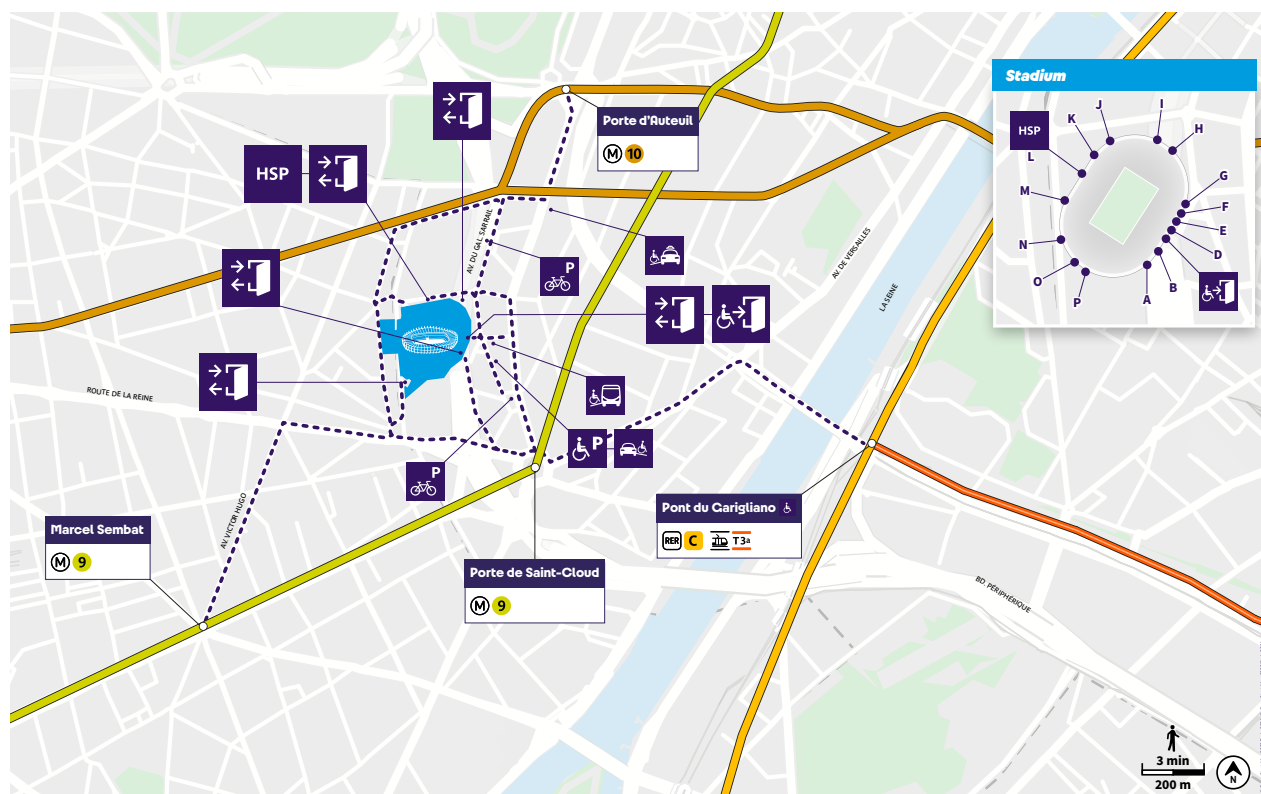 Stadium
HSP
J
I
K
H
L
G
M
F
E
N
D
O
B
P
A
Porte d'Auteuil
M 10
HSP
AV. DU GAL SARRAIL
P
AV. DE VERSAILLES
LA SEINE
ROUTE DE LA REINE
P
P
AV. VICTOR HUGO
Marcel Sembat
M 9
Pont du Garigliano
RER C T3a
Porte de Saint-Cloud
M 9
BD. PÉRIPHÉRIQUE
3 min
200 m
N